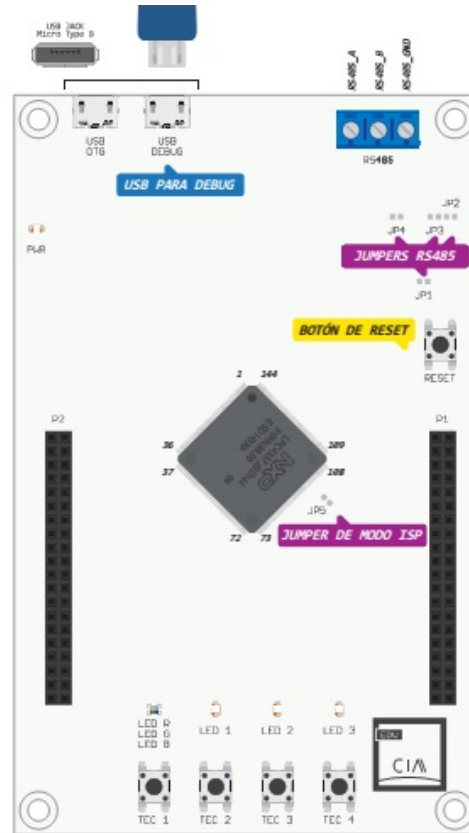 USB JACK
Micro Type B
RS485_A
RS485_B
RS485_GND
USB
OTG
USB
DEBUG
RS485
USB PARA DEBUG
JP2
JP4
JP3
PWR
JUMPERS RS485
JP1
BOTÓN DE RESET
RESET
1
144
P2
P1
36
109
NXP
37
108
JP5
JUMPER DE MODO ISP
72
73
LED R
LED G
LED B
LED 1
LED 2
LED 3
EDU
CIAA
TEC 1
TEC 2
TEC 3
TEC 4